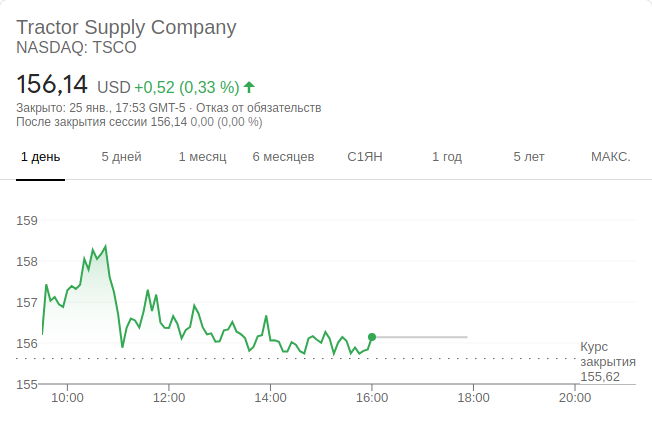 Tractor Supply Company
NASDAQ: TSCO
156,14 USD +0,52 (0,33 %)
Закрыто: 25 янв., 17:53 GMT-5 · Отказ от обязательств
После закрытия сессии 156,14 0,00 (0,00 %)
1 день 5 дней 1 месяц 6 месяцев С1ЯН 1 год 5 лет МАКС.
159
158
157
156
155
Курс
закрытия
155,62
10:00 12:00 14:00 16:00 18:00 20:00